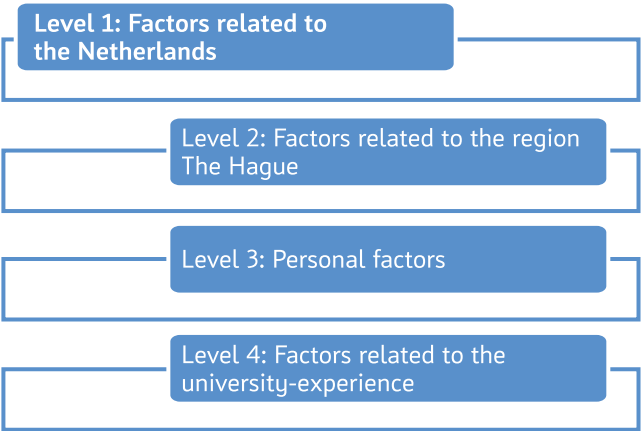 Level 1: Factors related to
the Netherlands
Level 2: Factors related to the region
The Hague
Level 3: Personal factors
Level 4: Factors related to the
university-experience